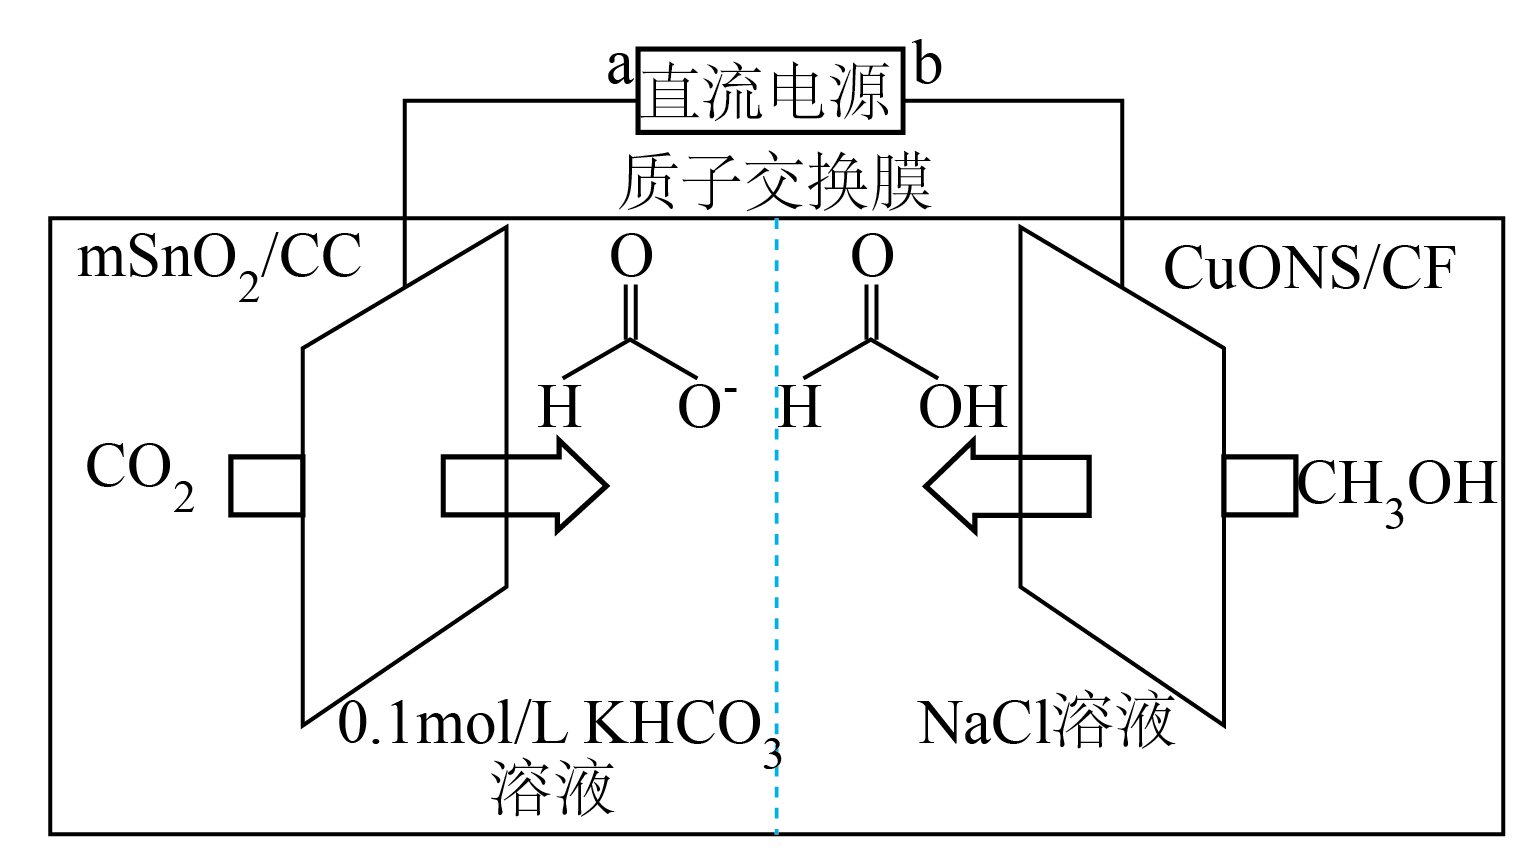 a 直流电源 b
质子交换膜
mSnO₂/CC
CuONS/CF
O
H
O⁻
O
H
OH
CO₂
CH₃OH
0.1mol/L KHCO₃
溶液
NaCl溶液